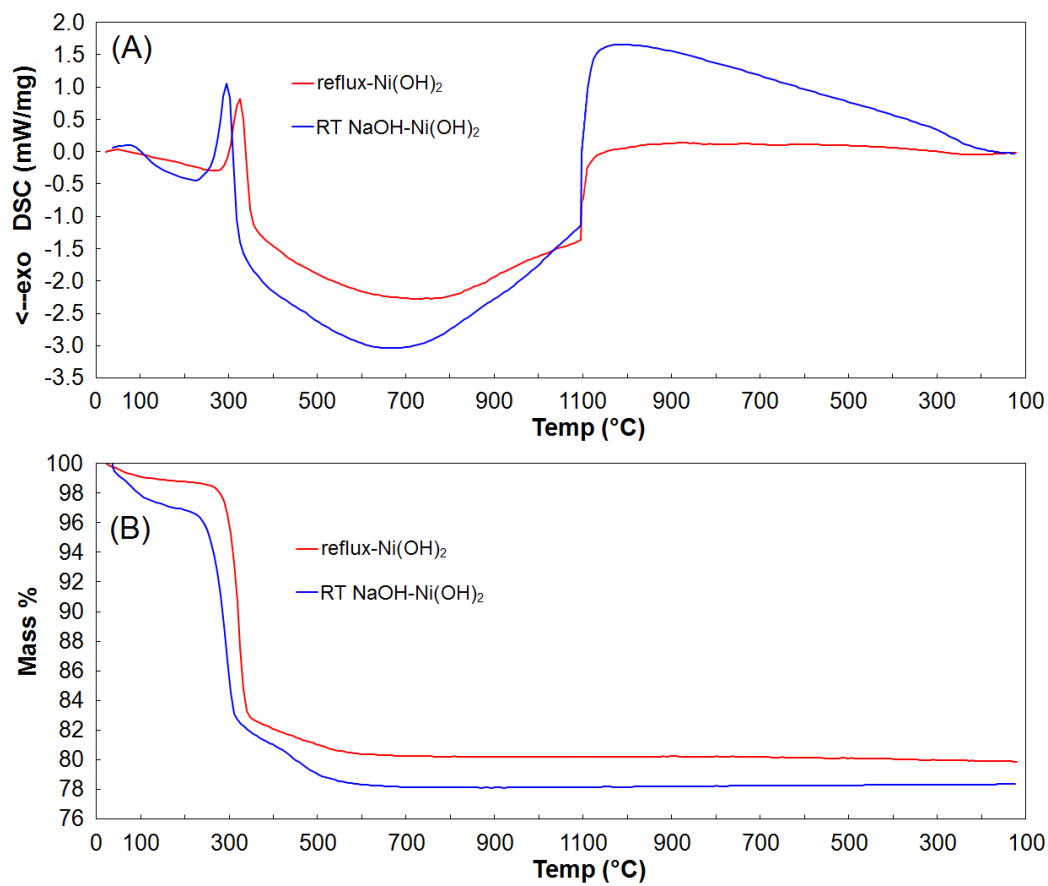 (A)
<--exo DSC (mW/mg)
2.0
1.5
1.0
0.5
0.0
-0.5
-1.0
-1.5
-2.0
-2.5
-3.0
-3.5
reflux-Ni(OH)₂
RT NaOH-Ni(OH)₂
0 100 300 500 700 900 1100 900 700 500 300 100
Temp (°C)
(B)
Mass %
100
98
96
94
92
90
88
86
84
82
80
78
76
reflux-Ni(OH)₂
RT NaOH-Ni(OH)₂
0 100 300 500 700 900 1100 900 700 500 300 100
Temp (°C)